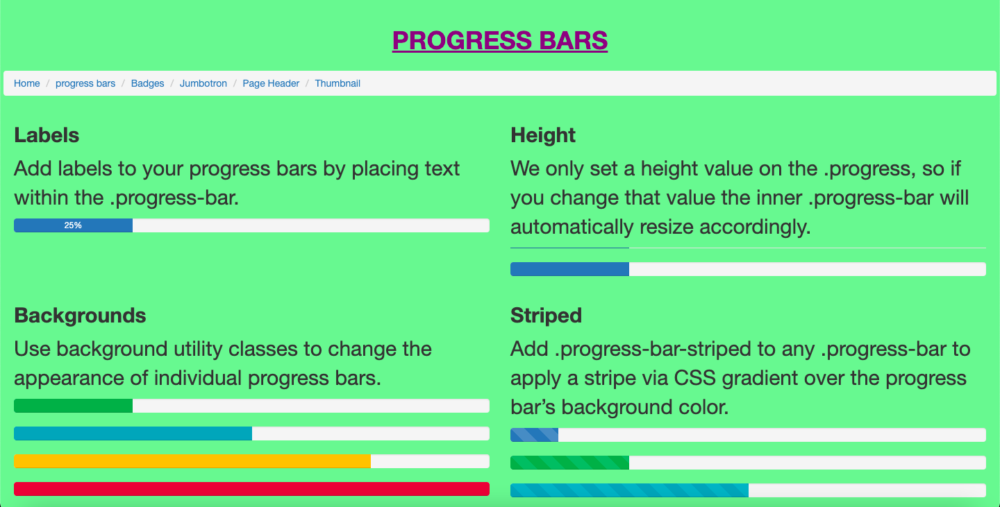 PROGRESS BARS
Home / progress bars / Badges / Jumbotron / Page Header / Thumbnail
Labels
Add labels to your progress bars by placing text
within the .progress-bar.
25%
Height
We only set a height value on the .progress, so if
you change that value the inner .progress-bar will
automatically resize accordingly.
Backgrounds
Use background utility classes to change the
appearance of individual progress bars.
Striped
Add .progress-bar-striped to any .progress-bar to
apply a stripe via CSS gradient over the progress
bar’s background color.